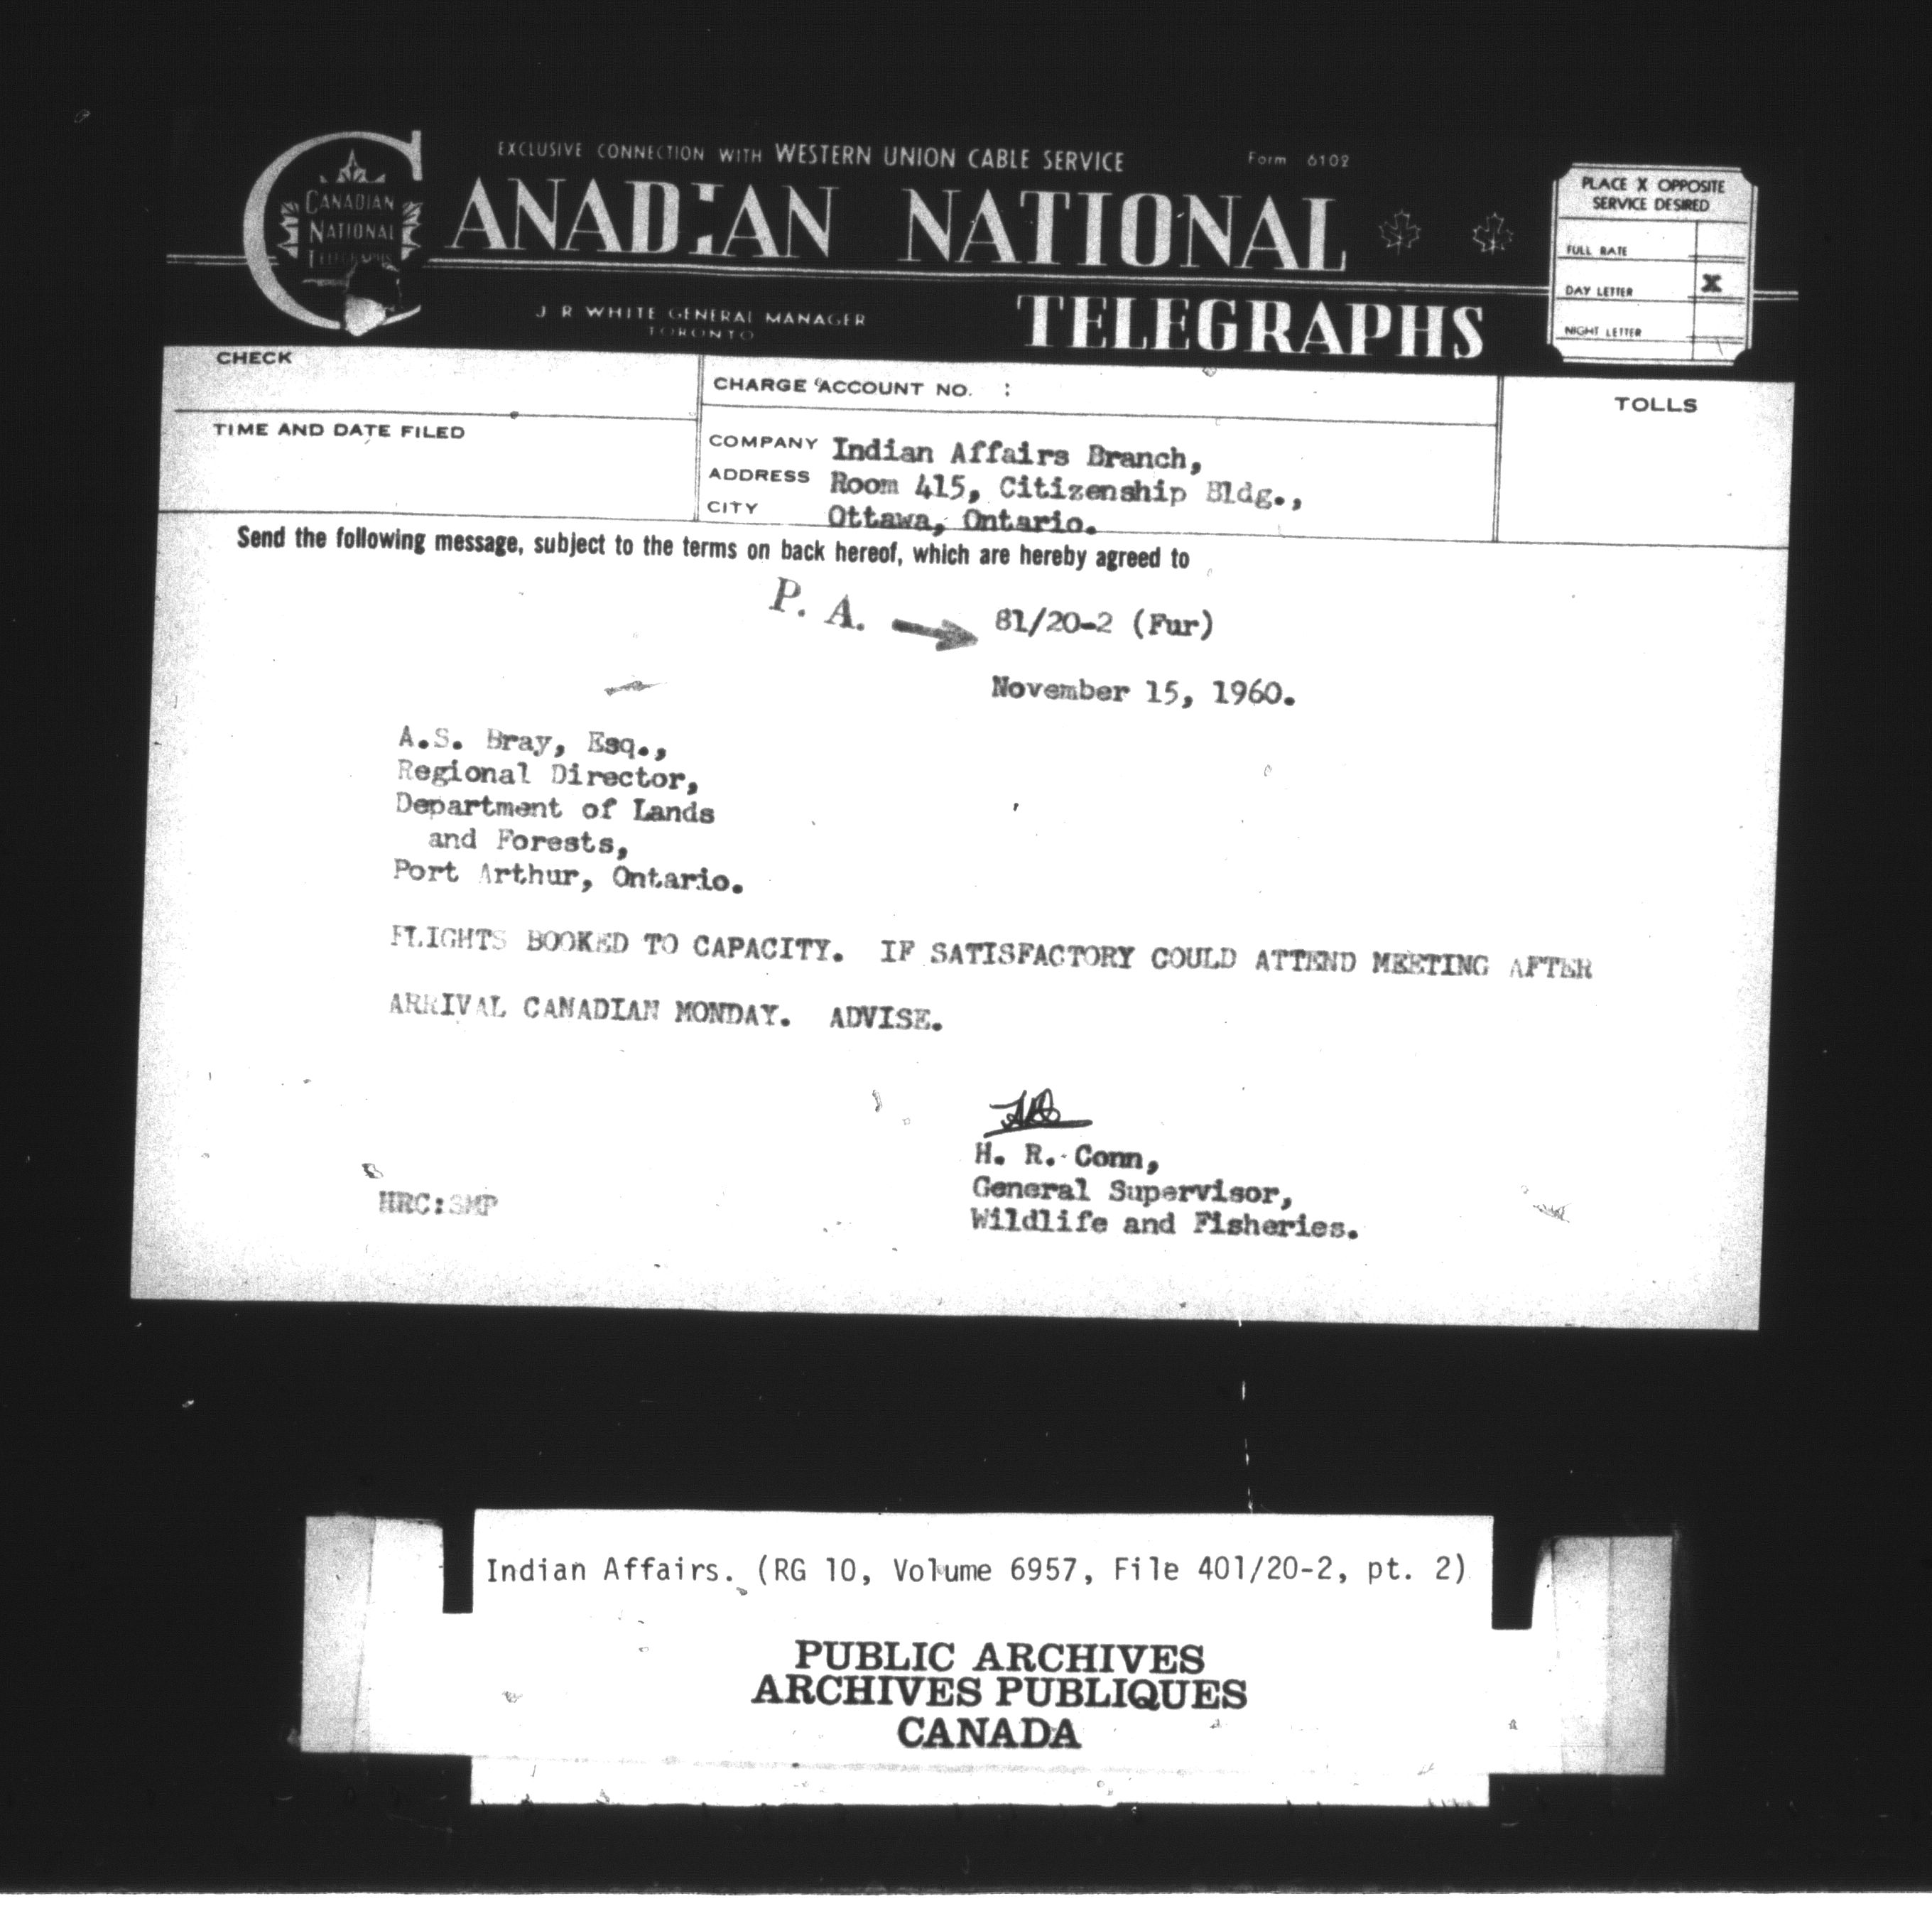 EXCLUSIVE CONNECTION WITH WESTERN UNION CABLE SERVICE
Form 6102
CANADIAN NATIONAL
TELEGRAPHS
CANADIAN
NATIONAL
TELEGRAPHS
J R WHITE GENERAL MANAGER
TORONTO
PLACE X OPPOSITE
SERVICE DESIRED
FULL RATE
DAY LETTER X
NIGHT LETTER
CHECK
CHARGE ACCOUNT NO. :
TOLLS
TIME AND DATE FILED
COMPANY Indian Affairs Branch,
ADDRESS Room 415, Citizenship Bldg.,
CITY Ottawa, Ontario.
Send the following message, subject to the terms on back hereof, which are hereby agreed to
P. A. 81/20-2 (Fur)
November 15, 1960.
A.S. Bray, Esq.,
Regional Director,
Department of Lands
and Forests,
Port Arthur, Ontario.
FLIGHTS BOOKED TO CAPACITY. IF SATISFACTORY COULD ATTEND MEETING AFTER
ARRIVAL CANADIAN MONDAY. ADVISE.
H. R. Conn,
General Supervisor,
Wildlife and Fisheries.
HRC:SMP
Indian Affairs. (RG 10, Volume 6957, File 401/20-2, pt. 2)
PUBLIC ARCHIVES
ARCHIVES PUBLIQUES
CANADA